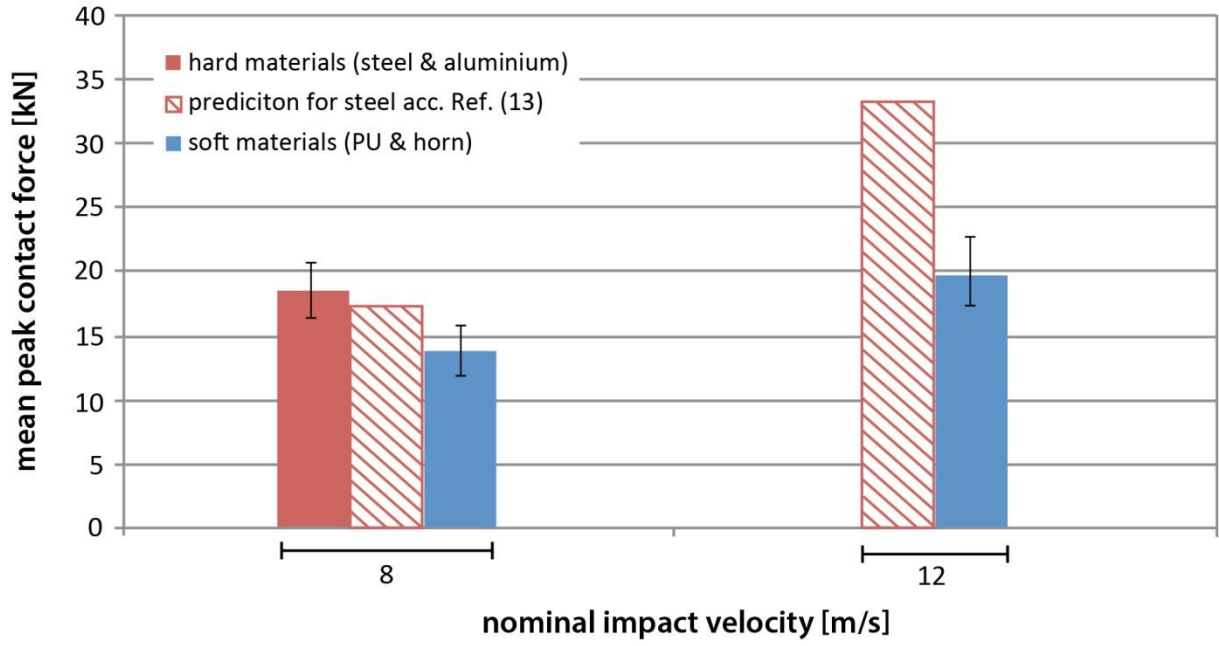 mean peak contact force [kN]
40
35
30
25
20
15
10
5
0
hard materials (steel & aluminium)
prediciton for steel acc. Ref. (13)
soft materials (PU & horn)
8
12
nominal impact velocity [m/s]